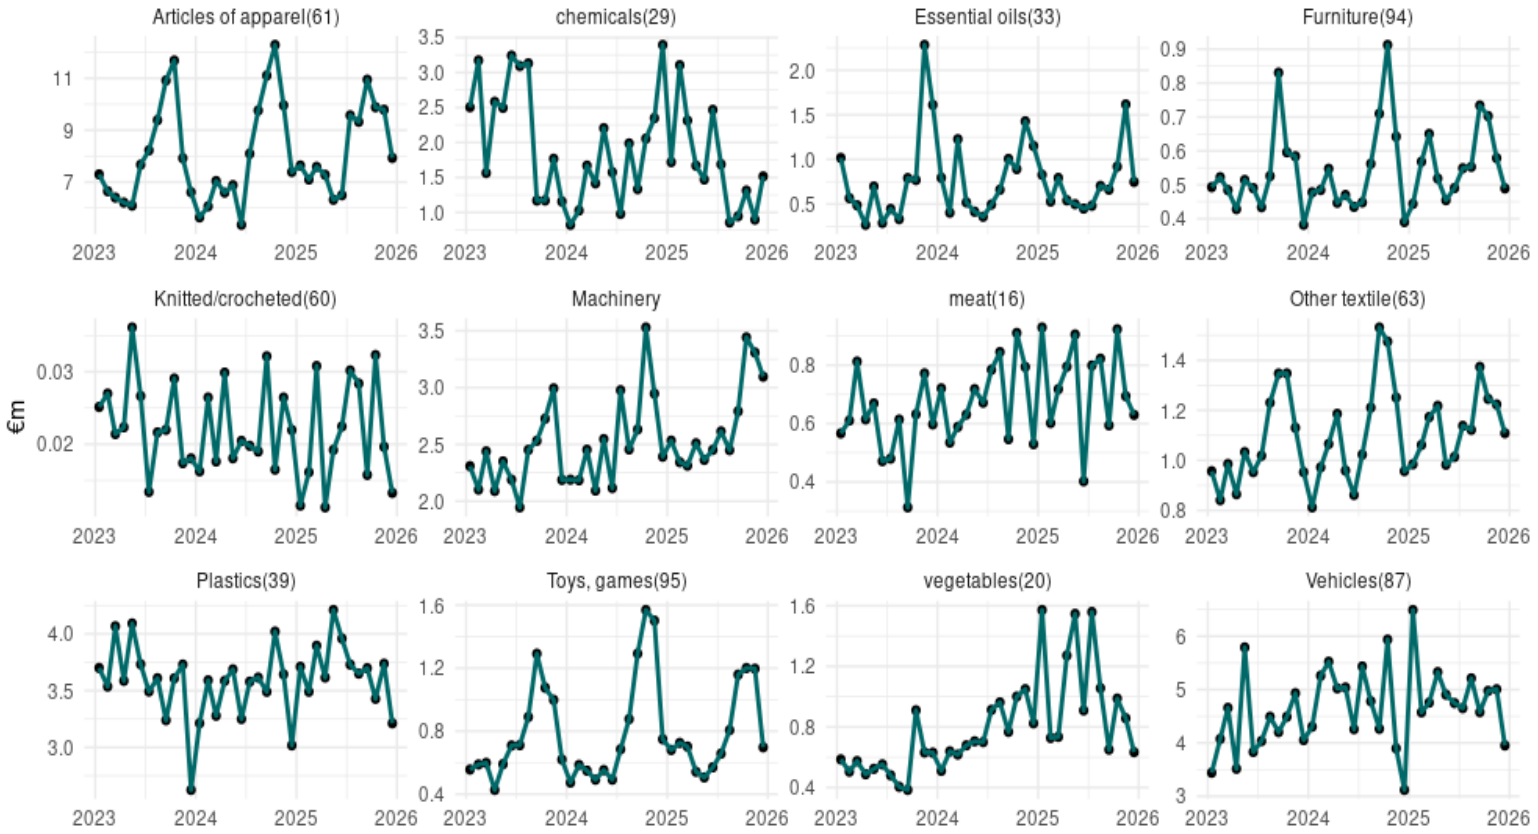 Articles of apparel(61) chemicals(29) Essential oils(33) Furniture(94)
11
9
7
2023 2024 2025 2026
3.5
3.0
2.5
2.0
1.5
1.0
2023 2024 2025 2026
2.0
1.5
1.0
0.5
2023 2024 2025 2026
0.9
0.8
0.7
0.6
0.5
0.4
2023 2024 2025 2026
€m
Knitted/crocheted(60) Machinery meat(16) Other textile(63)
0.03
0.02
2023 2024 2025 2026
3.5
3.0
2.5
2.0
2023 2024 2025 2026
0.8
0.6
0.4
2023 2024 2025 2026
1.4
1.2
1.0
0.8
2023 2024 2025 2026
Plastics(39) Toys, games(95) vegetables(20) Vehicles(87)
4.0
3.5
3.0
2023 2024 2025 2026
1.6
1.2
0.8
0.4
2023 2024 2025 2026
1.6
1.2
0.8
0.4
2023 2024 2025 2026
6
5
4
3
2023 2024 2025 2026